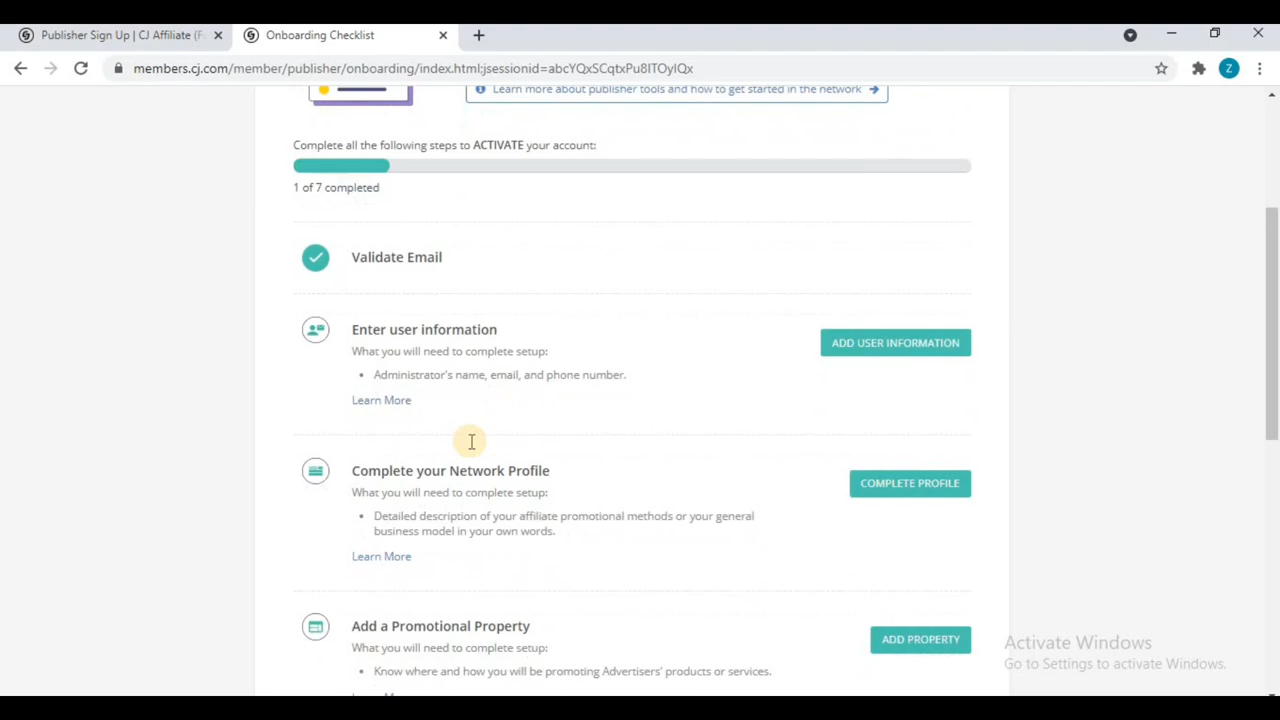 Publisher Sign Up | CJ Affiliate (F
Onboarding Checklist
Z
members.cj.com/member/publisher/onboarding/index.html;jsessionid=abcYQxSCqtxPu8ITOyIQx
Learn more about publisher tools and how to get started in the network
Complete all the following steps to ACTIVATE your account:
1 of 7 completed
Validate Email
Enter user information
ADD USER INFORMATION
What you will need to complete setup:
• Administrator's name, email, and phone number.
Learn More
Complete your Network Profile
COMPLETE PROFILE
What you will need to complete setup:
• Detailed description of your affiliate promotional methods or your general
business model in your own words.
Learn More
Add a Promotional Property
ADD PROPERTY
What you will need to complete setup:
• Know where and how you will be promoting Advertisers' products or services.
Activate Windows
Go to Settings to activate Windows.